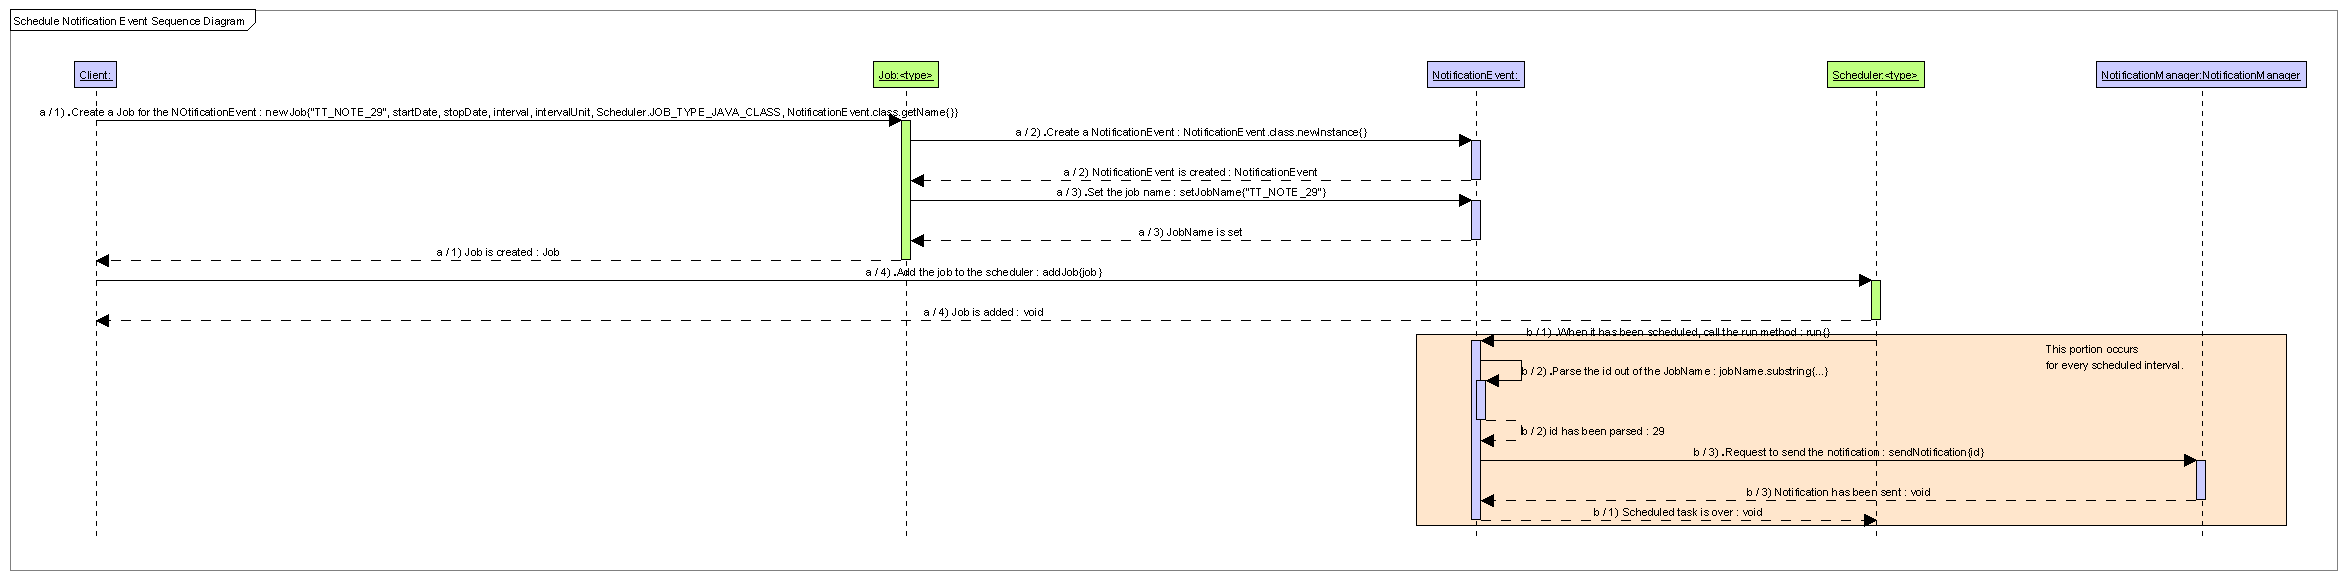 Schedule Notification Event Sequence Diagram
Client:
Job:<type>
NotificationEvent:
Scheduler:<type>
NotificationManager:NotificationManager
a / 1) .Create a Job for the NOtificationEvent : newJob{"TT_NOTE_29", startDate, stopDate, interval, intervalUnit, Scheduler.JOB_TYPE_JAVA_CLASS, NotificationEvent.class.getName{}}
a / 2) .Create a NotificationEvent : NotificationEvent.class.newInstance{}
a / 2) NotificationEvent is created : NotificationEvent
a / 3) .Set the job name : setJobName{"TT_NOTE_29"}
a / 3) JobName is set
a / 1) Job is created : Job
a / 4) .Add the job to the scheduler : addJob{job}
a / 4) Job is added : void
b / 1) .When it has been scheduled, call the run method : run{}
This portion occurs
for every scheduled interval.
b / 2) .Parse the id out of the JobName : jobName.substring{...}
b / 2) id has been parsed : 29
b / 3) .Request to send the notification : sendNotification{id}
b / 3) Notification has been sent : void
b / 1) Scheduled task is over : void